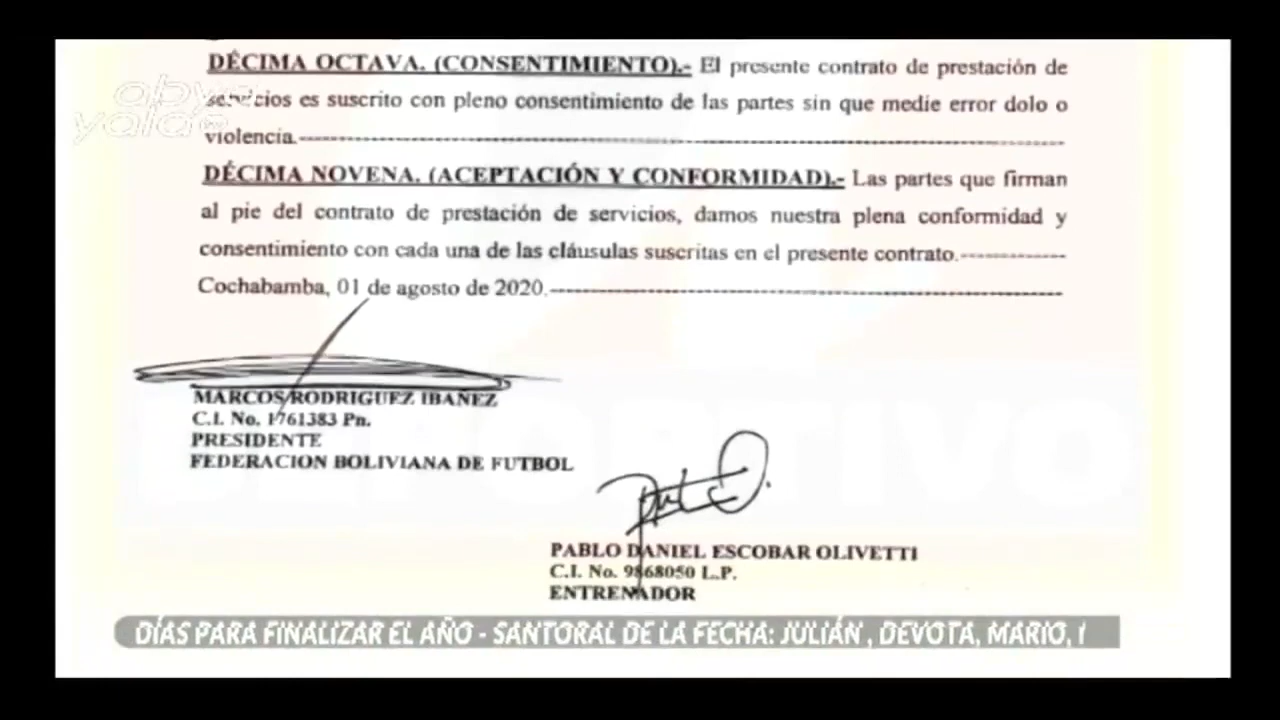 DÉCIMA OCTAVA. (CONSENTIMIENTO).- El presente contrato de prestación de
servicios es suscrito con pleno consentimiento de las partes sin que medie error dolo o
violencia.
DÉCIMA NOVENA. (ACEPTACIÓN Y CONFORMIDAD).- Las partes que firman
al pie del contrato de prestación de servicios, damos nuestra plena conformidad y
consentimiento con cada una de las cláusulas suscritas en el presente contrato.
Cochabamba, 01 de agosto de 2020.
MARCOS RODRIGUEZ IBAÑEZ
C.I. No. 1761383 Pn.
PRESIDENTE
FEDERACION BOLIVIANA DE FUTBOL
PABLO DANIEL ESCOBAR OLIVETTI
C.I. No. 9868050 L.P.
ENTRENADOR
DÍAS PARA FINALIZAR EL AÑO - SANTORAL DE LA FECHA: JULIÁN , DEVOTA, MARIO,
abya
yala